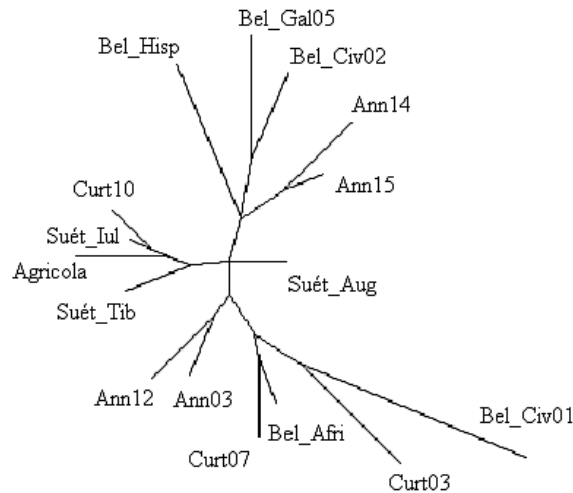 Bel_Gal05
Bel_Hisp
Bel_Civ02
Ann14
Ann15
Curt10
Suét_Iul
Agricola
Suét_Aug
Suét_Tib
Ann12
Ann03
Bel_Civ01
Bel_Afri
Curt07
Curt03